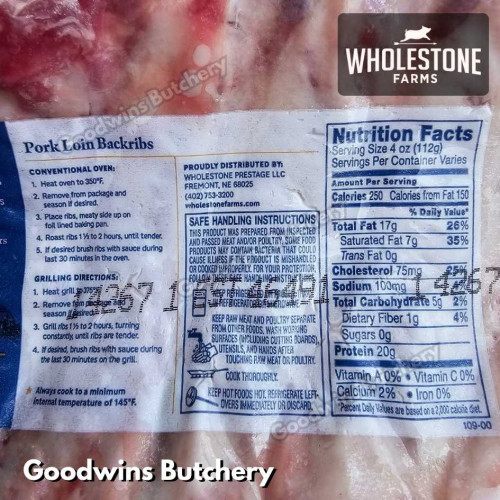 WHOLESTONE
FARMS
Goodwins Butchery
Pork Loin Backribs
CONVENTIONAL OVEN:
1. Heat oven to 350°F.
2. Remove from package and
season if desired.
3. Place ribs, meaty side up on
foil lined baking pan.
4. Roast ribs 1½ to 2 hours, until tender.
5. If desired brush ribs with sauce during
last 30 minutes in the oven.
GRILLING DIRECTIONS:
1. Heat grill to
2. Remove from package and
season if desired.
3. Grill ribs 1½ to 2 hours, turning
constantly, until ribs are tender.
4. If desired, brush ribs with sauce during
the last 30 minutes on the grill.
Always cook to a minimum
internal temperature of 145°F.
PROUDLY DISTRIBUTED BY:
WHOLESTONE PRESTAGE LLC
FREMONT, NE 68025
(402) 753-3200
wholestonefarms.com
SAFE HANDLING INSTRUCTIONS
THIS PRODUCT WAS PREPARED FROM INSPECTED
AND PASSED MEAT AND/OR POULTRY. SOME FOOD
PRODUCTS MAY CONTAIN BACTERIA THAT COULD
CAUSE ILLNESS IF THE PRODUCT IS MISHANDLED
OR COOKED IMPROPERLY. FOR YOUR PROTECTION,
KEEP RAW MEAT AND POULTRY SEPARATE
FROM OTHER FOODS. WASH WORKING
SURFACES (INCLUDING CUTTING BOARDS),
UTENSILS, AND HANDS AFTER
TOUCHING RAW MEAT OR POULTRY.
COOK THOROUGHLY.
KEEP HOT FOODS HOT. REFRIGERATE LEFT-
OVERS IMMEDIATELY OR DISCARD.
Nutrition Facts
Serving Size 4 oz (112g)
Servings Per Container Varies
Amount Per Serving
Calories 250 Calories from Fat 150
% Daily Value*
Total Fat 17g 26%
Saturated Fat 7g 35%
Trans Fat 0g
Cholesterol 75mg 25%
Sodium 100mg
Total Carbohydrate 5g 2%
Dietary Fiber 1g 4%
Sugars 0g
Protein 20g
Vitamin A 0% • Vitamin C 0%
Calcium 2% • Iron 0%
*Percent Daily Values are based on a 2,000 calorie diet.
109-00
Goodwins Butchery